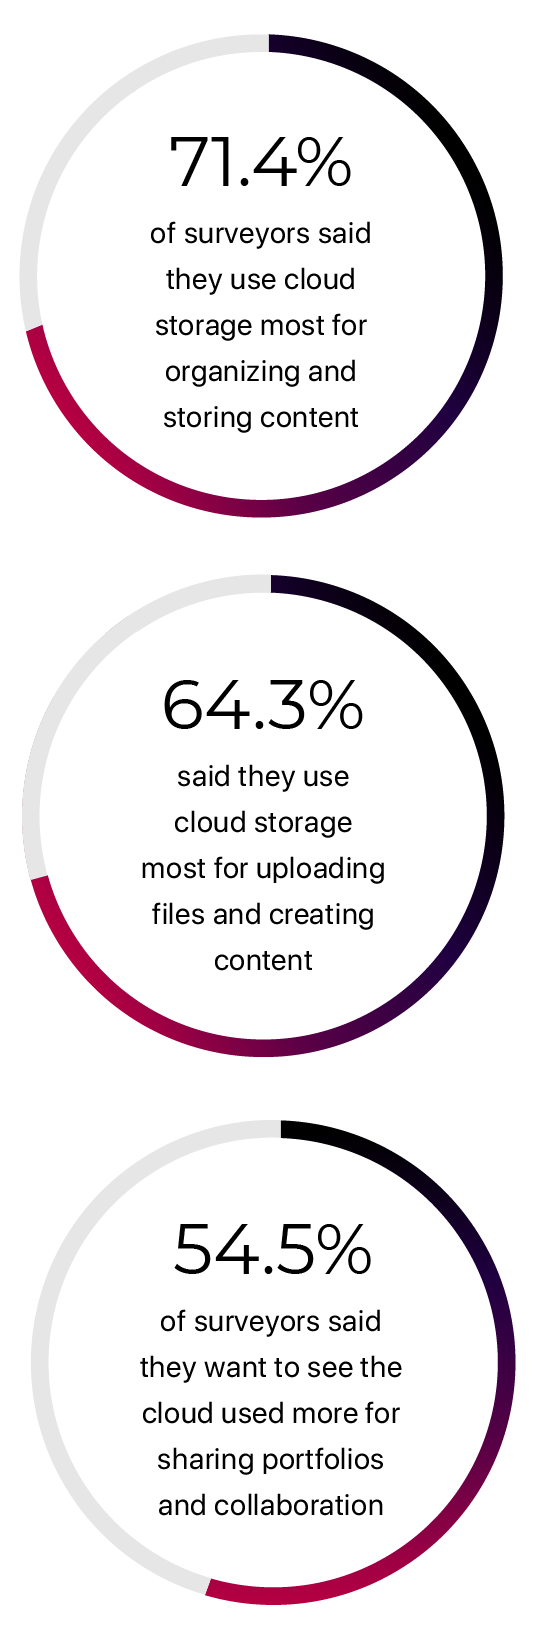 71.4%
of surveyors said
they use cloud
storage most for
organizing and
storing content
64.3%
said they use
cloud storage
most for uploading
files and creating
content
54.5%
of surveyors said
they want to see the
cloud used more for
sharing portfolios
and collaboration